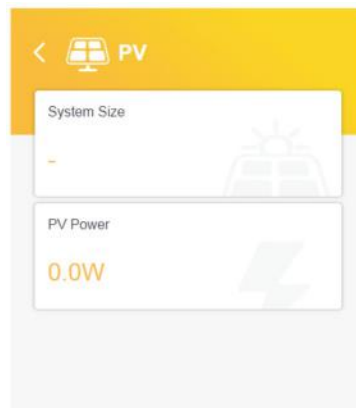 PV
System Size
-
PV Power
0.0W